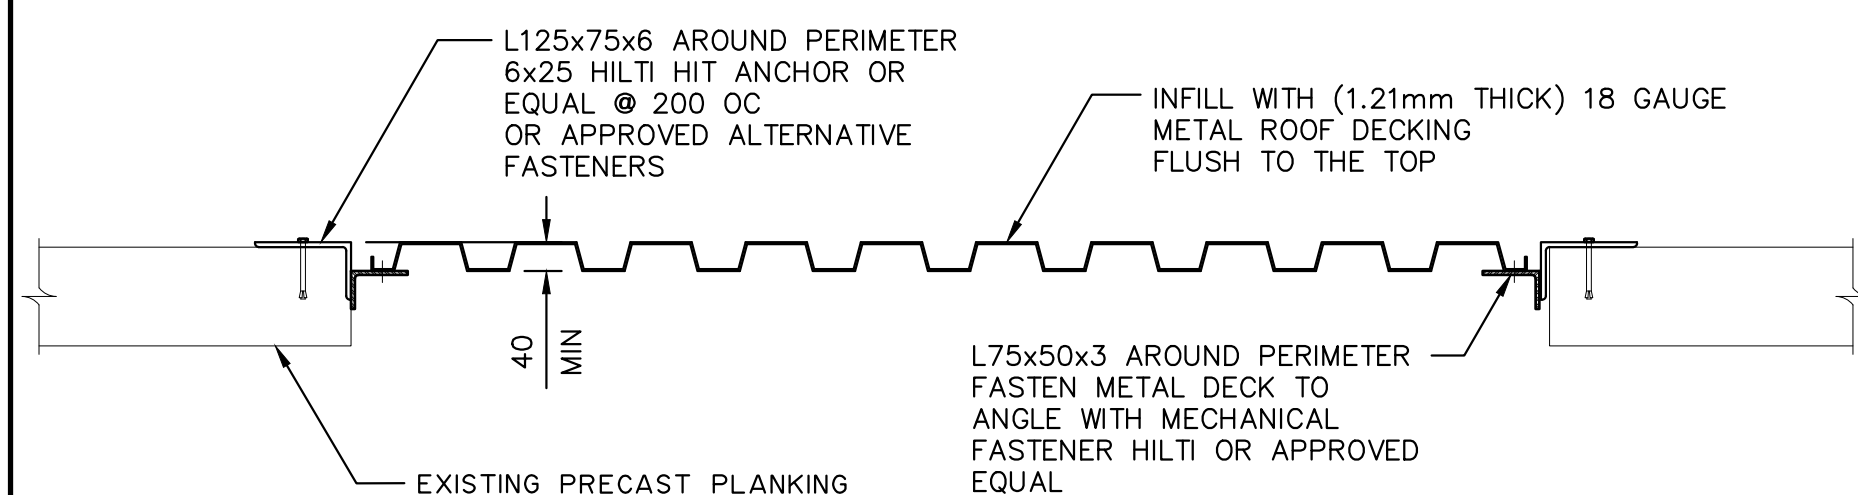 L125x75x6 AROUND PERIMETER
6x25 HILTI HIT ANCHOR OR
EQUAL @ 200 OC
OR APPROVED ALTERNATIVE
FASTENERS
INFILL WITH (1.21mm THICK) 18 GAUGE
METAL ROOF DECKING
FLUSH TO THE TOP
40
MIN
L75x50x3 AROUND PERIMETER
FASTEN METAL DECK TO
ANGLE WITH MECHANICAL
FASTENER HILTI OR APPROVED
EQUAL
EXISTING PRECAST PLANKING